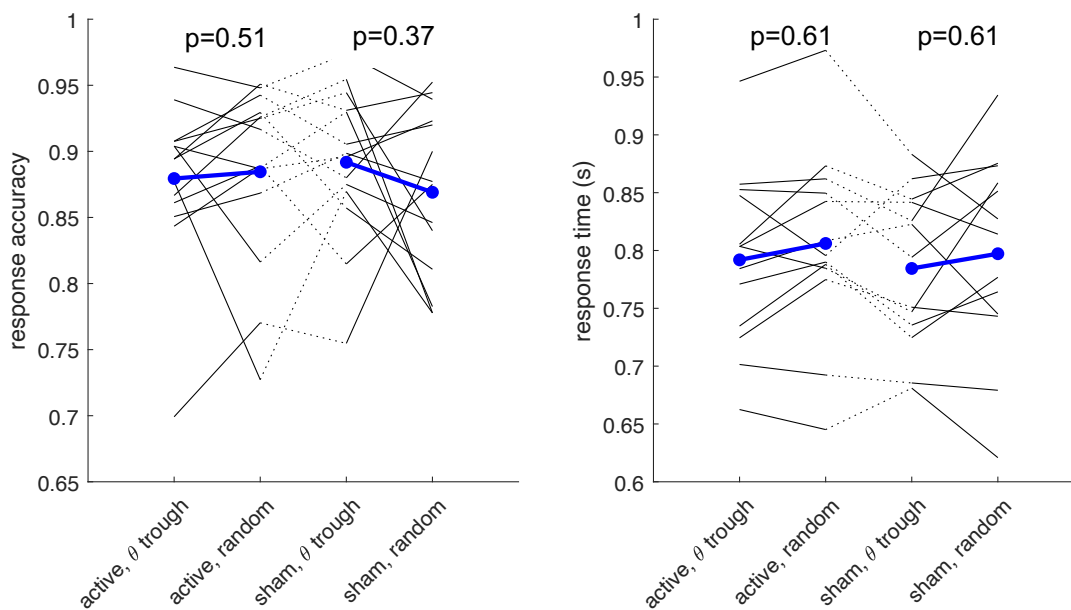 1
0.95
0.9
0.85
0.8
0.75
0.7
0.65
response accuracy
p=0.51
p=0.37
active, θ trough
active, random
sham, θ trough
sham, random
1
0.95
0.9
0.85
0.8
0.75
0.7
0.65
0.6
response time (s)
p=0.61
p=0.61
active, θ trough
active, random
sham, θ trough
sham, random